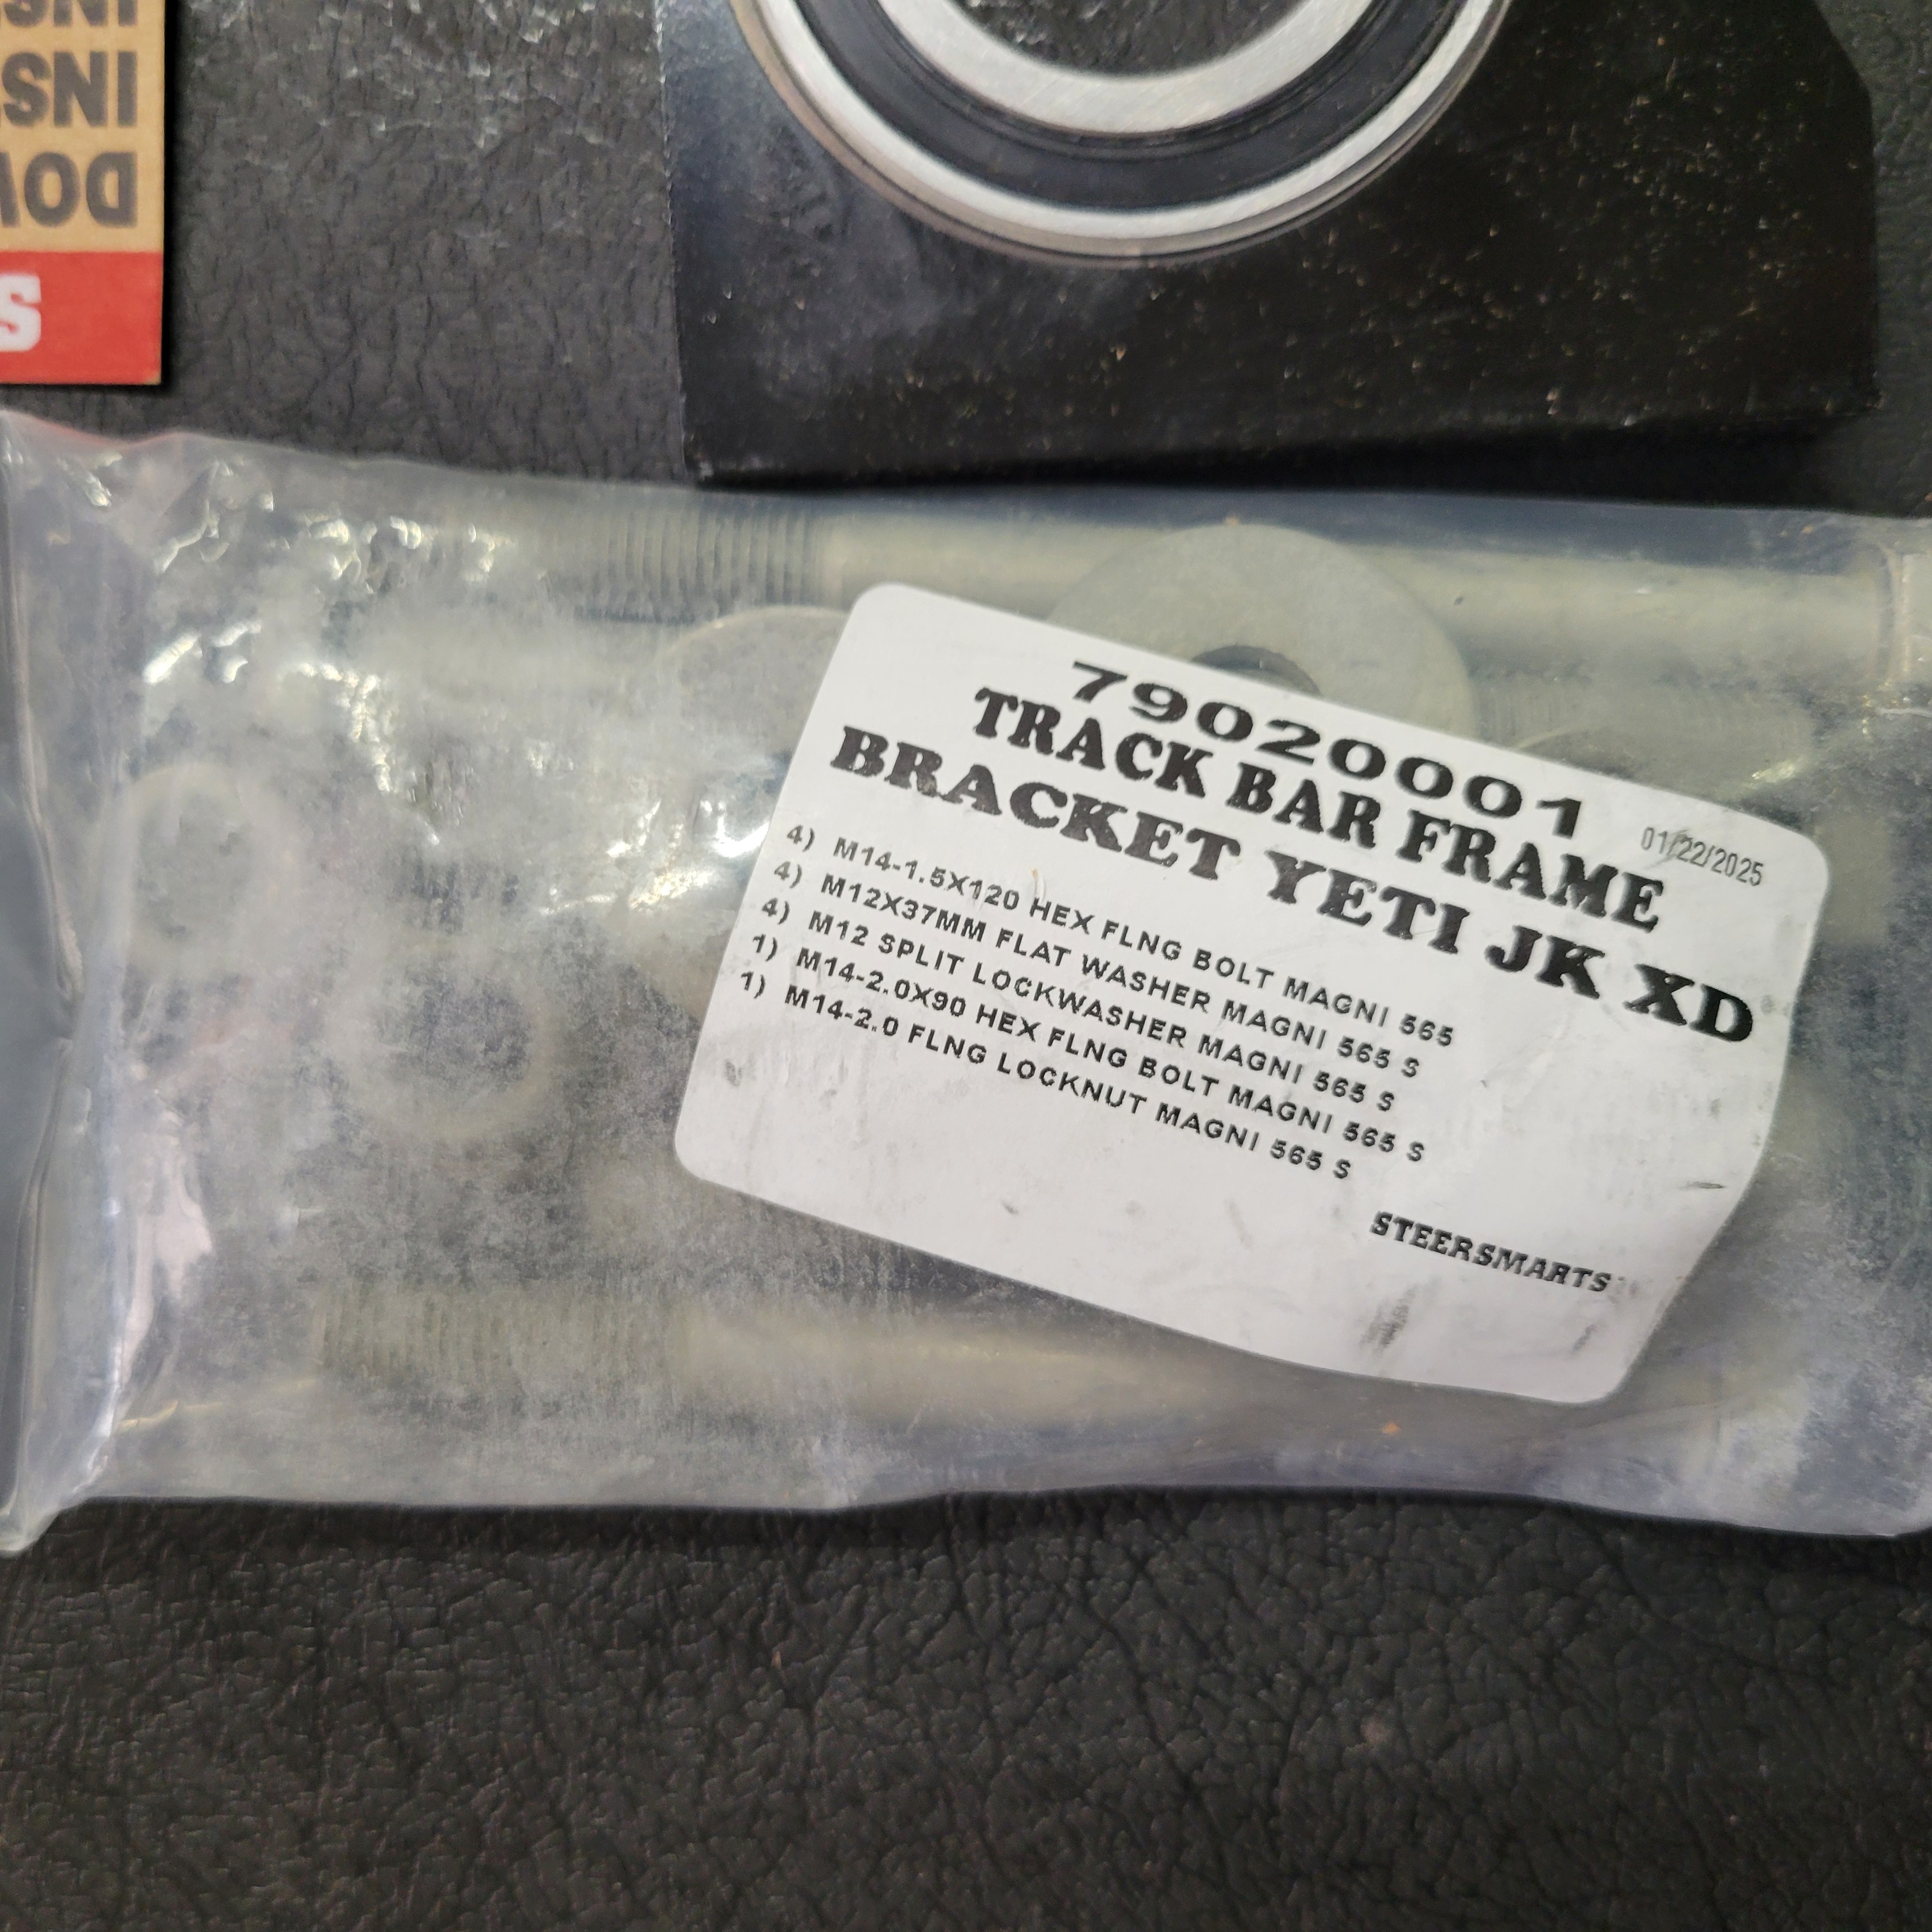 79020001
TRACK BAR FRAME
BRACKET YETI JK XD
01/22/2025
4) M14-1.5X120 HEX FLNG BOLT MAGNI 565
4) M12X37MM FLAT WASHER MAGNI 565 S
4) M12 SPLIT LOCKWASHER MAGNI 565 S
1) M14-2.0X90 HEX FLNG BOLT MAGNI 565 S
1) M14-2.0 FLNG LOCKNUT MAGNI 565 S
STEERSMARTS